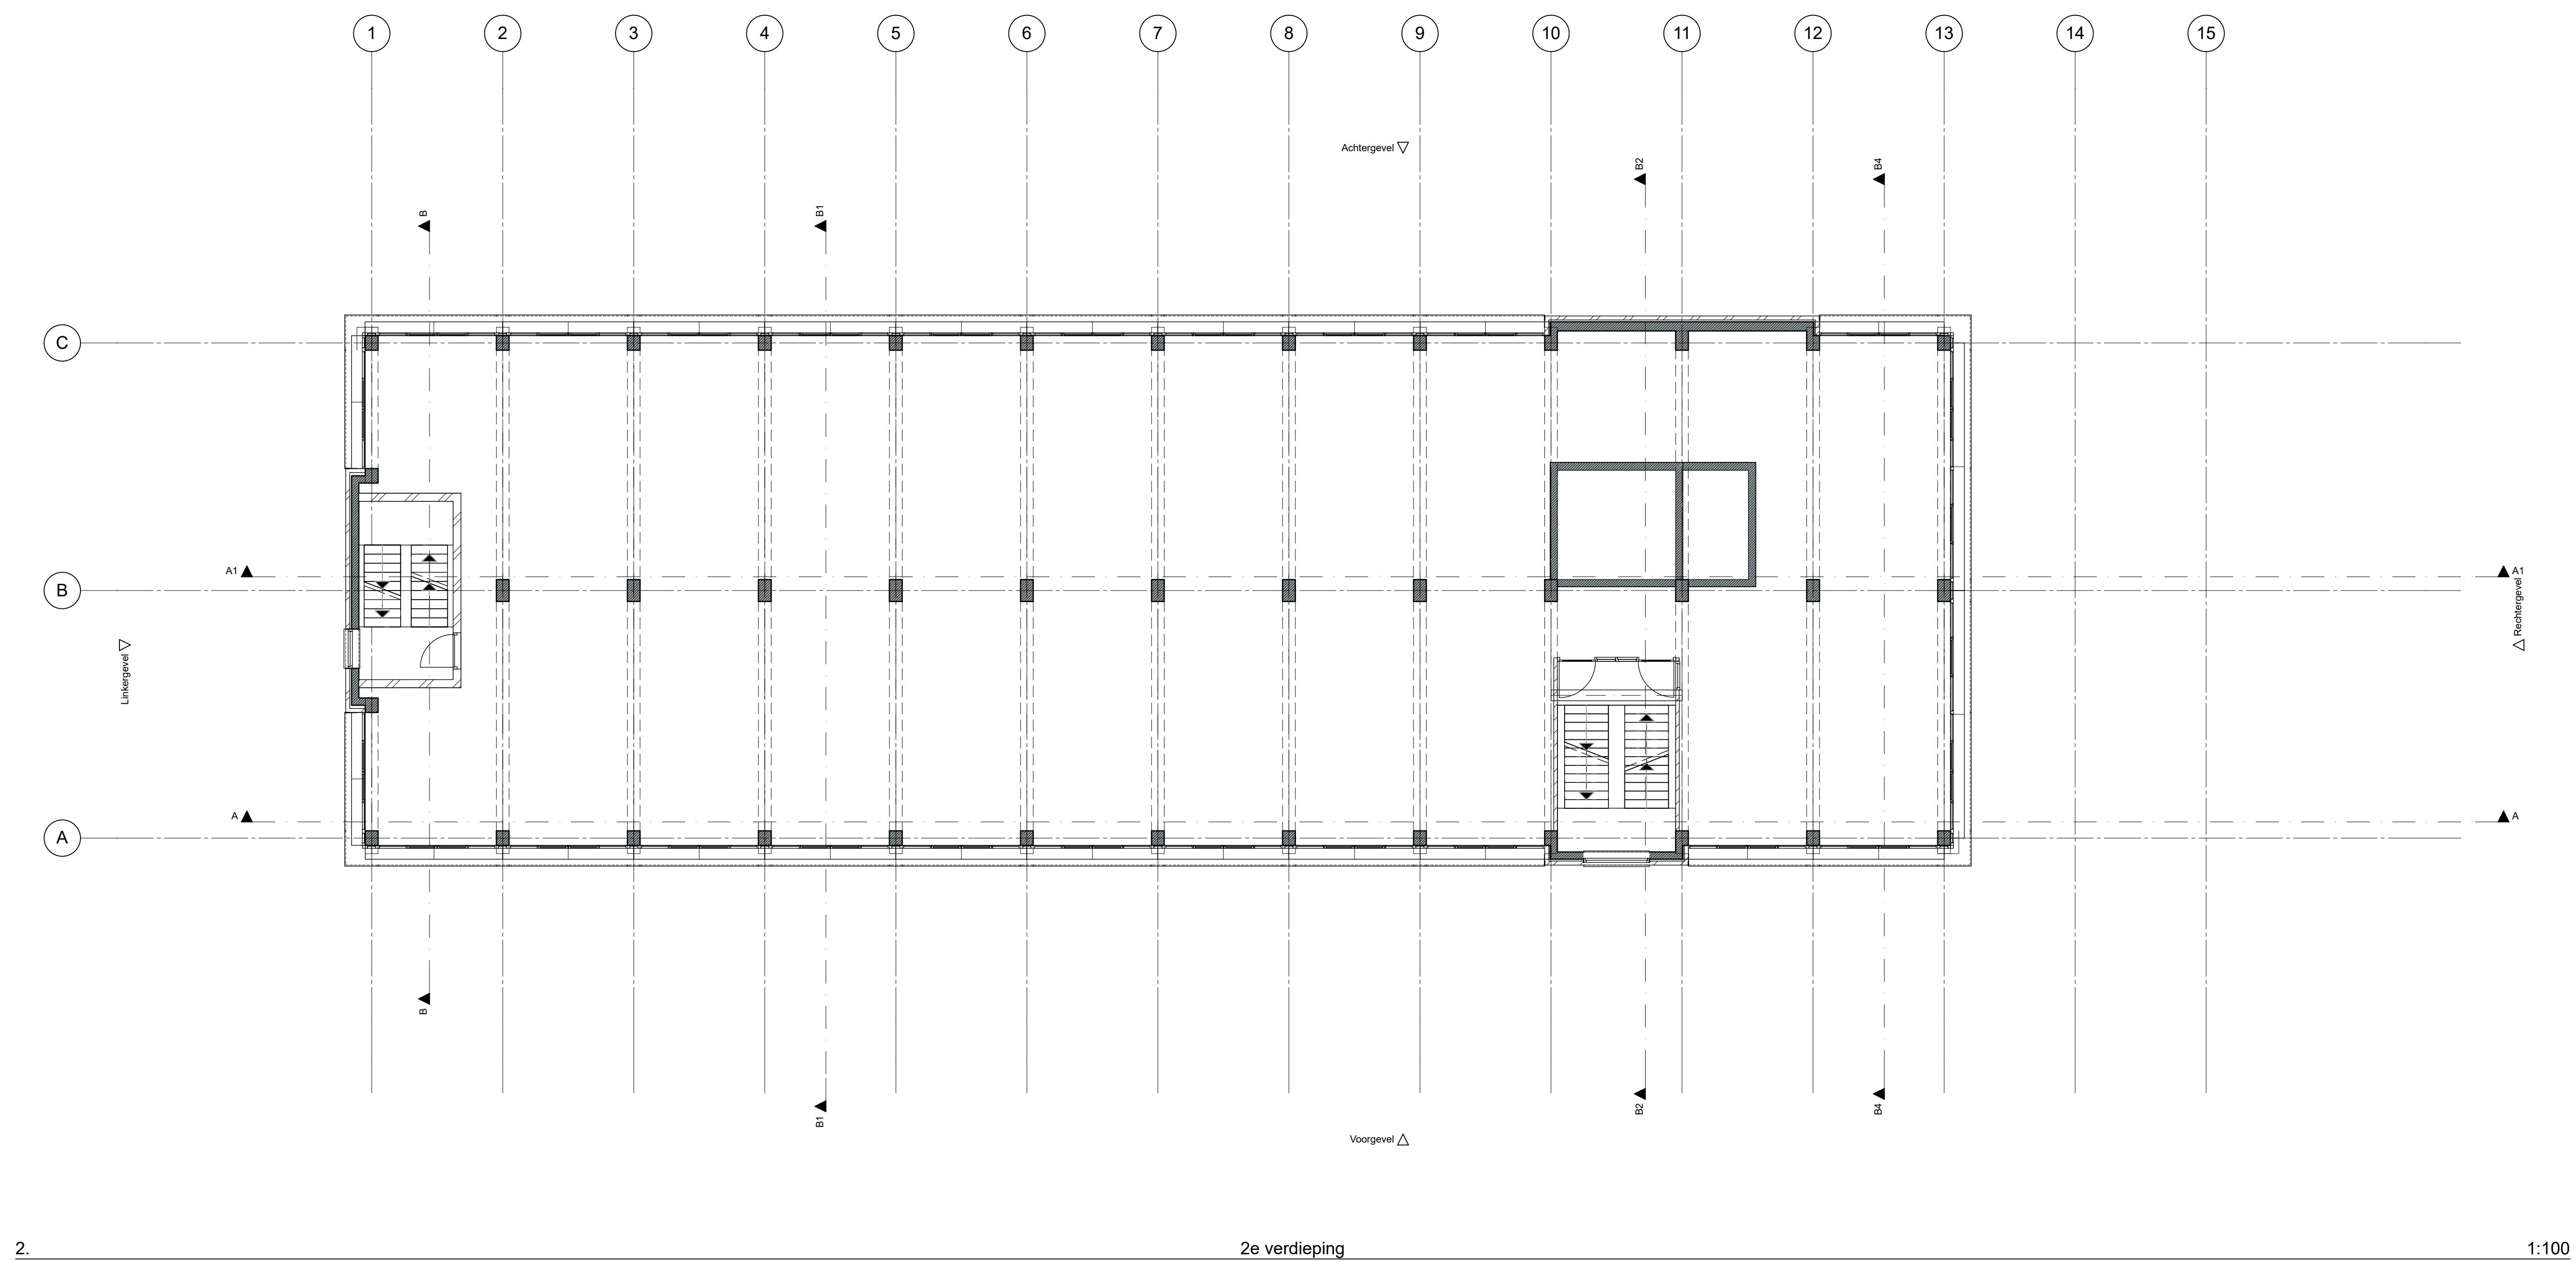 1 2 3 4 5 6 7 8 9 10 11 12 13 14 15
Achtergevel
B2 B4
B B1
C
A1 A1
B
Rechtergevel
Linkergevel
A A
A
B
B1 B2 B4
Voorgevel
2. 2e verdieping 1:100